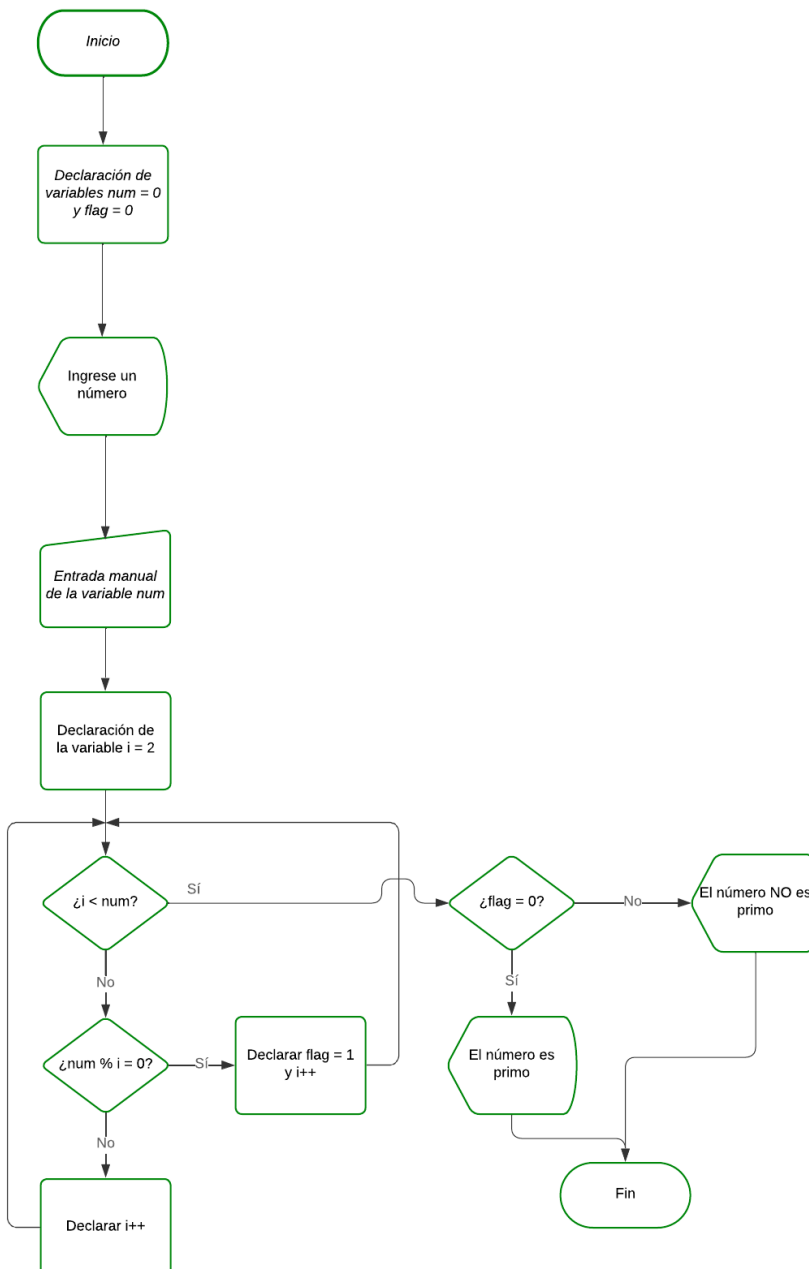 Inicio
Declaración de
variables num = 0
y flag = 0
Ingrese un
número
Entrada manual
de la variable num
Declaración de
la variable i = 2
¿i < num?
Sí
¿flag = 0?
No
El número NO es
primo
No
Sí
¿num % i = 0?
Sí
Declarar flag = 1
y i++
El número es
primo
No
Declarar i++
Fin